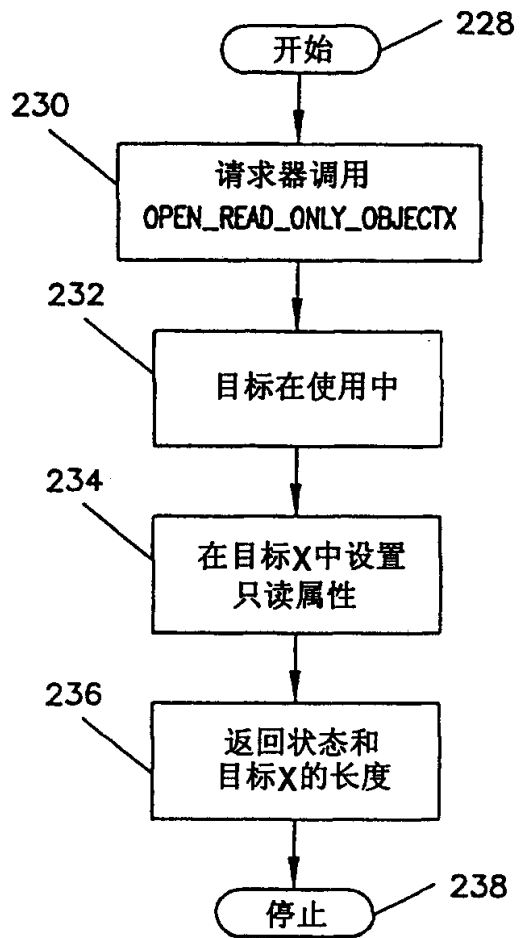 开始
228
230
请求器调用
OPEN_READ_ONLY_OBJECTX
232
目标在使用中
234
在目标X中设置
只读属性
236
返回状态和
目标X的长度
停止
238